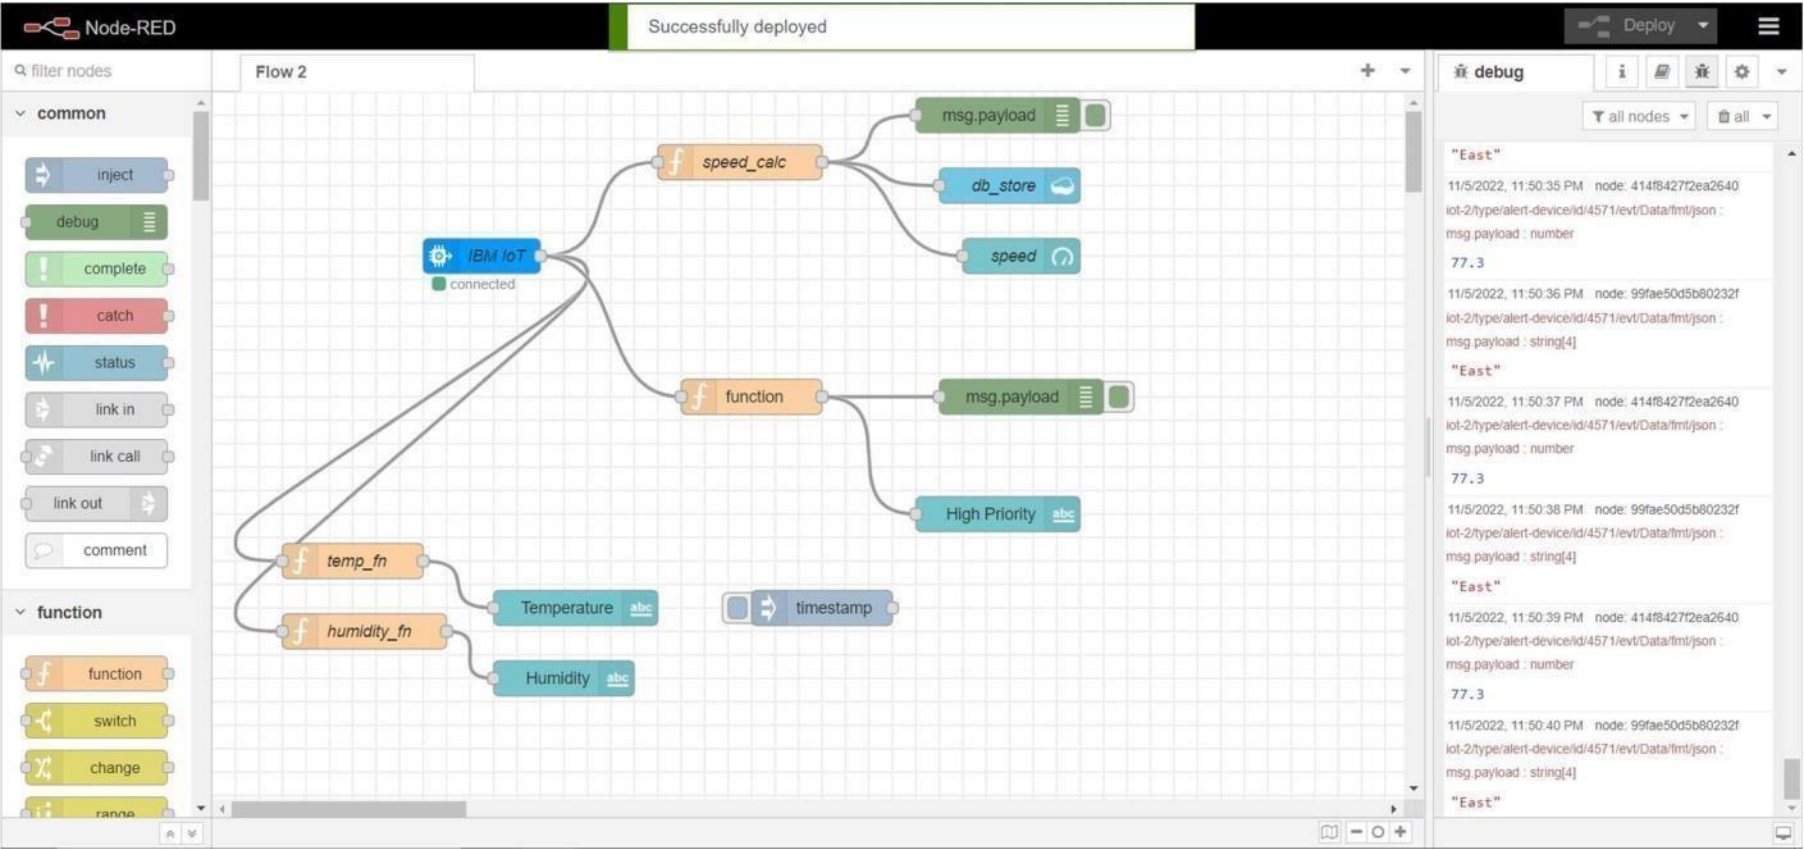 Node-RED
Successfully deployed
Deploy
filter nodes
Flow 2
debug
i
all nodes
all
common
inject
debug
complete
catch
status
link in
link call
link out
comment
function
function
switch
change
range
msg.payload
speed_calc
db_store
IBM IoT
speed
connected
function
msg.payload
High Priority abc
temp_fn
Temperature abc
timestamp
humidity_fn
Humidity abc
"East"
11/5/2022, 11:50:35 PM node: 414f8427f2ea2640
iot-2/type/alert-device/id/4571/evt/Data/fmt/json :
msg.payload : number
77.3
11/5/2022, 11:50:36 PM node: 99fae50d5b80232f
iot-2/type/alert-device/id/4571/evt/Data/fmt/json :
msg.payload : string[4]
"East"
11/5/2022, 11:50:37 PM node: 414f8427f2ea2640
iot-2/type/alert-device/id/4571/evt/Data/fmt/json :
msg.payload : number
77.3
11/5/2022, 11:50:38 PM node: 99fae50d5b80232f
iot-2/type/alert-device/id/4571/evt/Data/fmt/json :
msg.payload : string[4]
"East"
11/5/2022, 11:50:39 PM node: 414f8427f2ea2640
iot-2/type/alert-device/id/4571/evt/Data/fmt/json :
msg.payload : number
77.3
11/5/2022, 11:50:40 PM node: 99fae50d5b80232f
iot-2/type/alert-device/id/4571/evt/Data/fmt/json :
msg.payload : string[4]
"East"